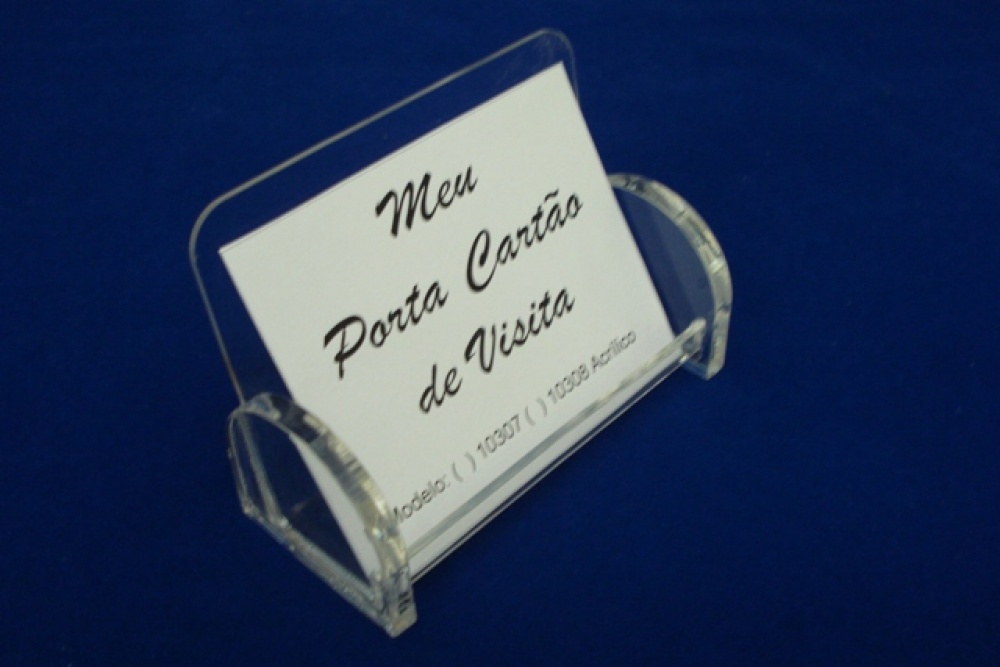 Meu
Porta Cartão
de Visita
Modelo: ( ) 10307 ( ) 10308 Acrílico